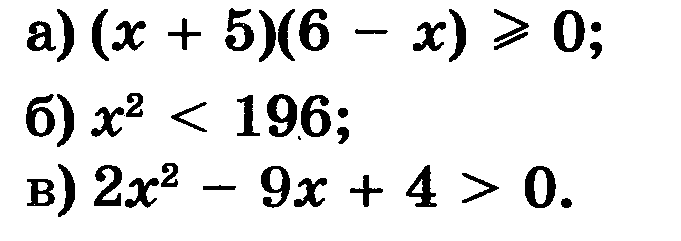 а) (x + 5)(6 − x) ⩾ 0;
б) x² < 196;
в) 2x² − 9x + 4 > 0.